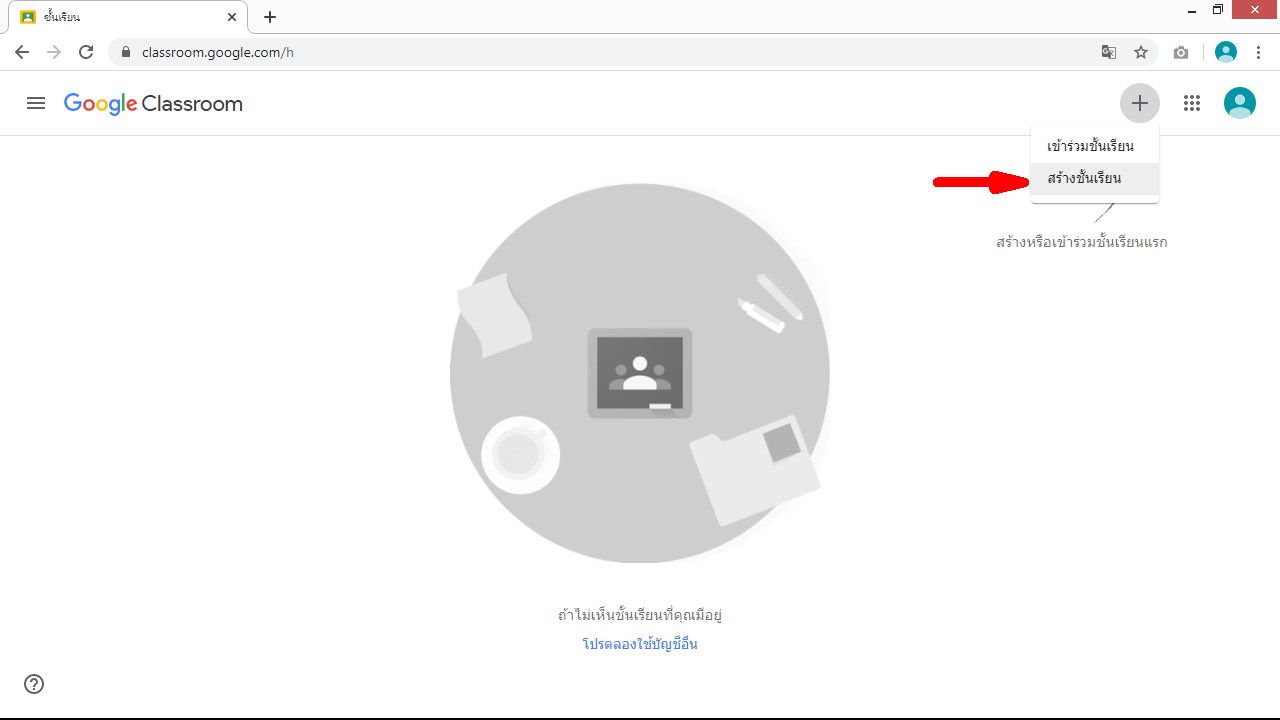 ชั้นเรียน
classroom.google.com/h
Google Classroom
เข้าร่วมชั้นเรียน
สร้างชั้นเรียน
สร้างหรือเข้าร่วมชั้นเรียนแรก
ถ้าไม่เห็นชั้นเรียนที่คุณมีอยู่
โปรดลองใช้บัญชีอื่น